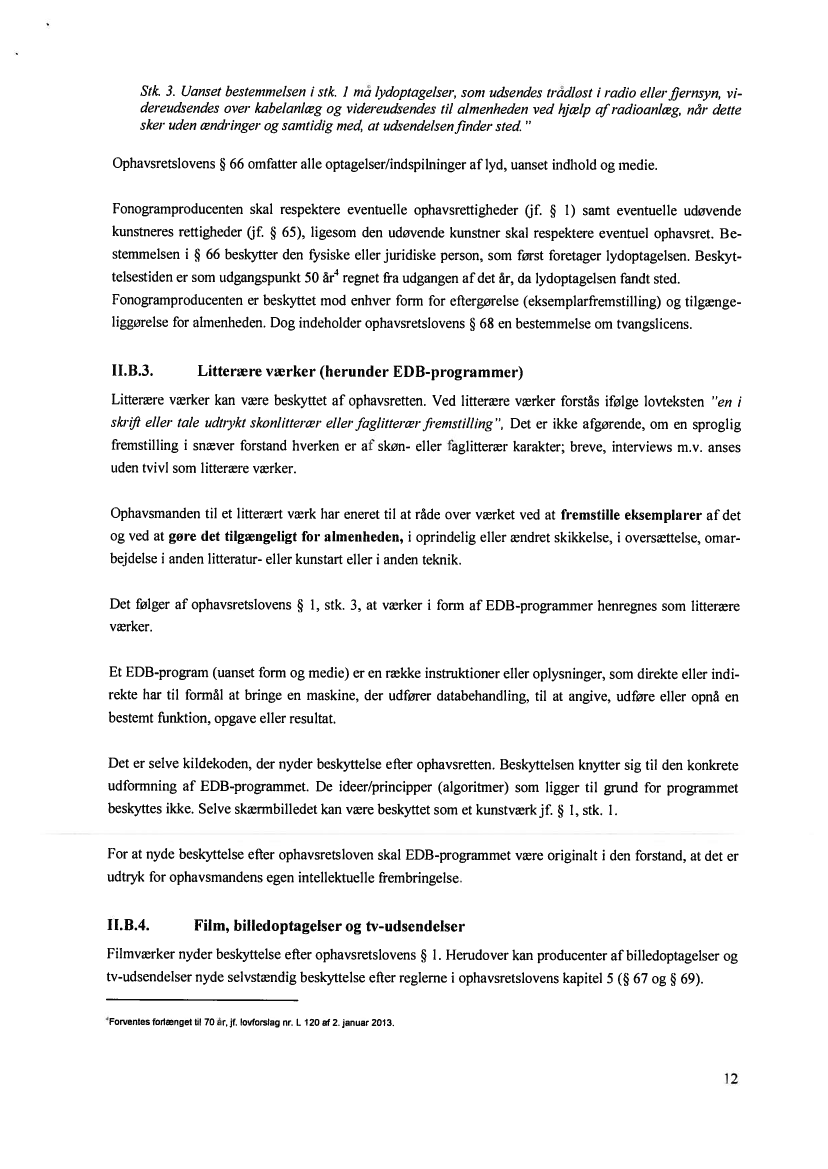 Stk. 3. Uanset bestemmelsen i stk. 1 må lydoptagelser, som udsendes trådlost i radio eller fjernsyn, vi-
dereudsendes over kabelanlæg og videreudsendes til almenheden ved hjælp af radioanlæg, når dette
sker uden ændringer og samtidig med, at udsendelsen finder sted."
Ophavsretslovens § 66 omfatter alle optagelser/indspilninger af lyd, uanset indhold og medie.
Fonogramproducenten skal respektere eventuelle ophavsrettigheder (jf. § 1) samt eventuelle udøvende
kunstneres rettigheder (jf. § 65), ligesom den udøvende kunstner skal respektere eventuel ophavsret. Be-
stemmelsen i § 66 beskytter den fysiske eller juridiske person, som først foretager lydoptagelsen. Beskyt-
telsestiden er som udgangspunkt 50 år4 regnet fra udgangen af det år, da lydoptagelsen fandt sted.
Fonogramproducenten er beskyttet mod enhver form for eftergørelse (eksemplarfremstilling) og tilgænge-
liggørelse for almenheden. Dog indeholder ophavsretslovens § 68 en bestemmelse om tvangslicens.
II.B.3. Litterære værker (herunder EDB-programmer)
Litterære værker kan være beskyttet af ophavsretten. Ved litterære værker forstås ifølge lovteksten "en i
skrift eller tale udtrykt skønlitterær eller faglitterær fremstilling", Det er ikke afgørende, om en sproglig
fremstilling i snæver forstand hverken er af skøn- eller faglitterær karakter; breve, interviews m.v. anses
uden tvivl som litterære værker.
Ophavsmanden til et litterært værk har eneret til at råde over værket ved at fremstille eksemplarer af det
og ved at gøre det tilgængeligt for almenheden, i oprindelig eller ændret skikkelse, i oversættelse, omar-
bejdelse i anden litteratur- eller kunstart eller i anden teknik.
Det følger af ophavsretslovens § 1, stk. 3, at værker i form af EDB-programmer henregnes som litterære
værker.
Et EDB-program (uanset form og medie) er en række instruktioner eller oplysninger, som direkte eller indi-
rekte har til formål at bringe en maskine, der udfører databehandling, til at angive, udføre eller opnå en
bestemt funktion, opgave eller resultat.
Det er selve kildekoden, der nyder beskyttelse efter ophavsretten. Beskyttelsen knytter sig til den konkrete
udformning af EDB-programmet. De ideer/principper (algoritmer) som ligger til grund for programmet
beskyttes ikke. Selve skærmbilledet kan være beskyttet som et kunstværk jf. § 1, stk. 1.
For at nyde beskyttelse efter ophavsretsloven skal EDB-programmet være originalt i den forstand, at det er
udtryk for ophavsmandens egen intellektuelle frembringelse.
II.B.4. Film, billedoptagelser og tv-udsendelser
Filmværker nyder beskyttelse efter ophavsretslovens § 1. Herudover kan producenter af billedoptagelser og
tv-udsendelser nyde selvstændig beskyttelse efter reglerne i ophavsretslovens kapitel 5 (§ 67 og § 69).
4Forventes forlænget til 70 år, jf. lovforslag nr. L 120 af 2. januar 2013.
12